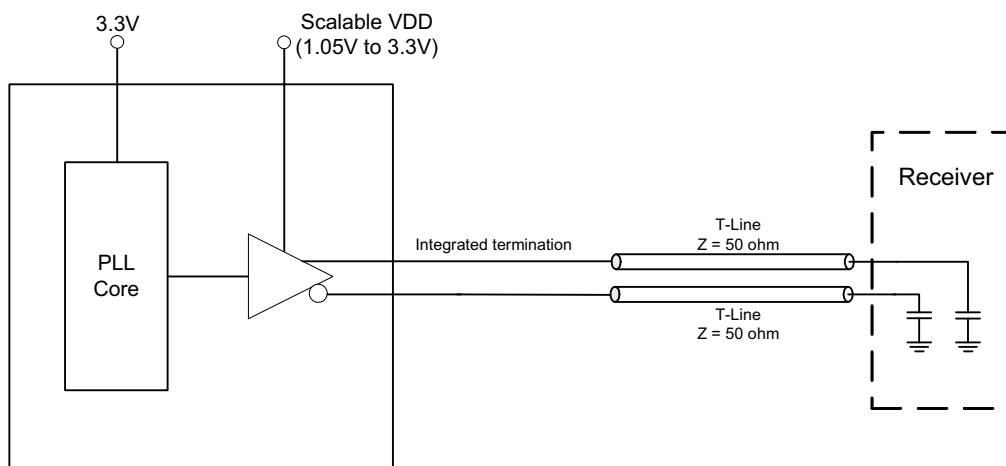 3.3V
Scalable VDD
(1.05V to 3.3V)
PLL
Core
Integrated termination
T-Line
Z = 50 ohm
T-Line
Z = 50 ohm
Receiver